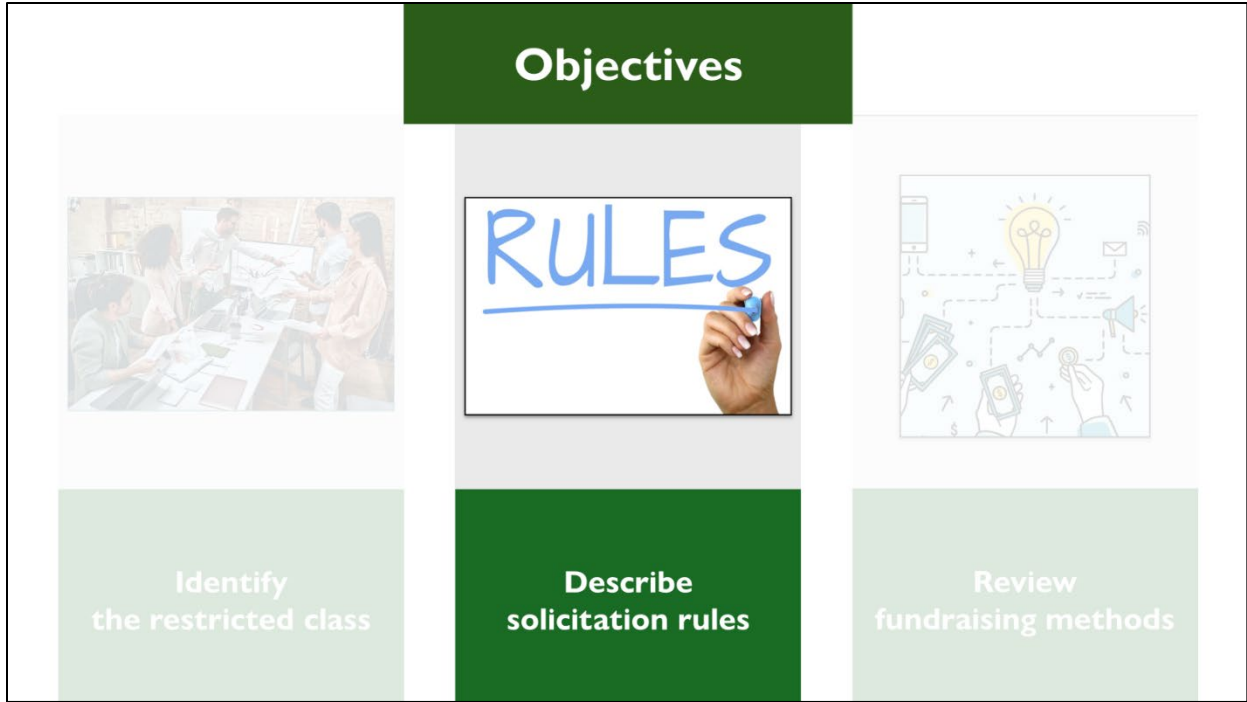 Objectives
RULES
Identify
the restricted class
Describe
solicitation rules
Review
fundraising methods